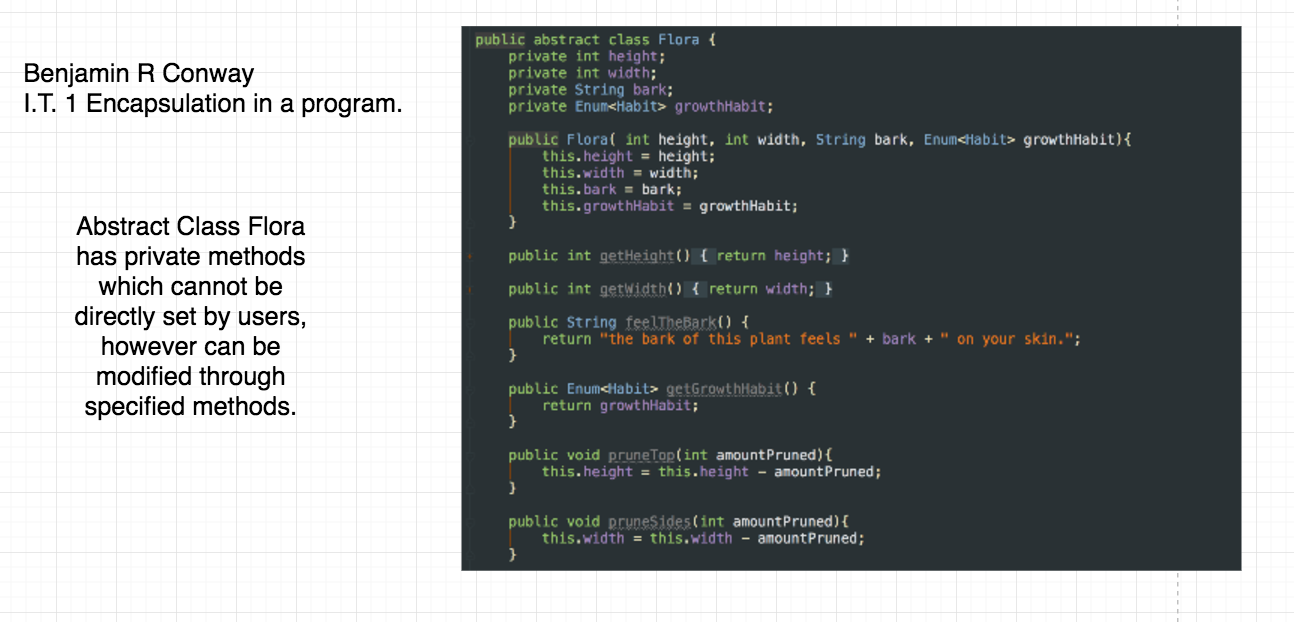 Benjamin R Conway
I.T. 1 Encapsulation in a program.
Abstract Class Flora
has private methods
which cannot be
directly set by users,
however can be
modified through
specified methods.
public abstract class Flora {
private int height;
private int width;
private String bark;
private Enum<Habit> growthHabit;
public Flora( int height, int width, String bark, Enum<Habit> growthHabit){
this.height = height;
this.width = width;
this.bark = bark;
this.growthHabit = growthHabit;
}
public int getHeight() { return height; }
public int getWidth() { return width; }
public String feelTheBark() {
return "the bark of this plant feels " + bark + " on your skin.";
}
public Enum<Habit> getGrowthHabit() {
return growthHabit;
}
public void pruneTop(int amountPruned){
this.height = this.height - amountPruned;
}
public void pruneSides(int amountPruned){
this.width = this.width - amountPruned;
}